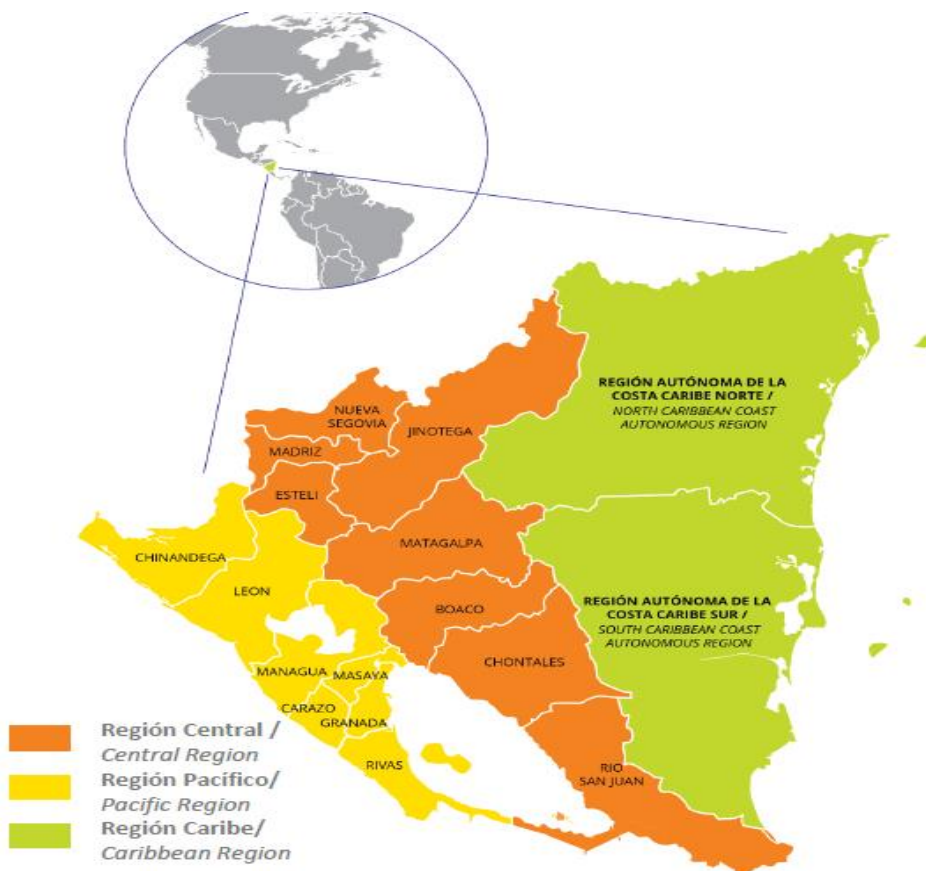 REGIÓN AUTÓNOMA DE LA
COSTA CARIBE NORTE /
NORTH CARIBBEAN COAST
AUTONOMOUS REGION
NUEVA
SEGOVIA
JINOTEGA
MADRIZ
ESTELI
MATAGALPA
CHINANDEGA
LEON
BOACO
REGIÓN AUTÓNOMA DE LA
COSTA CARIBE SUR /
SOUTH CARIBBEAN COAST
AUTONOMOUS REGION
CHONTALES
MANAGUA
MASAYA
CARAZO
GRANADA
RIVAS
RIO
SAN JUAN
Región Central /
Central Region
Región Pacífico/
Pacific Region
Región Caribe/
Caribbean Region